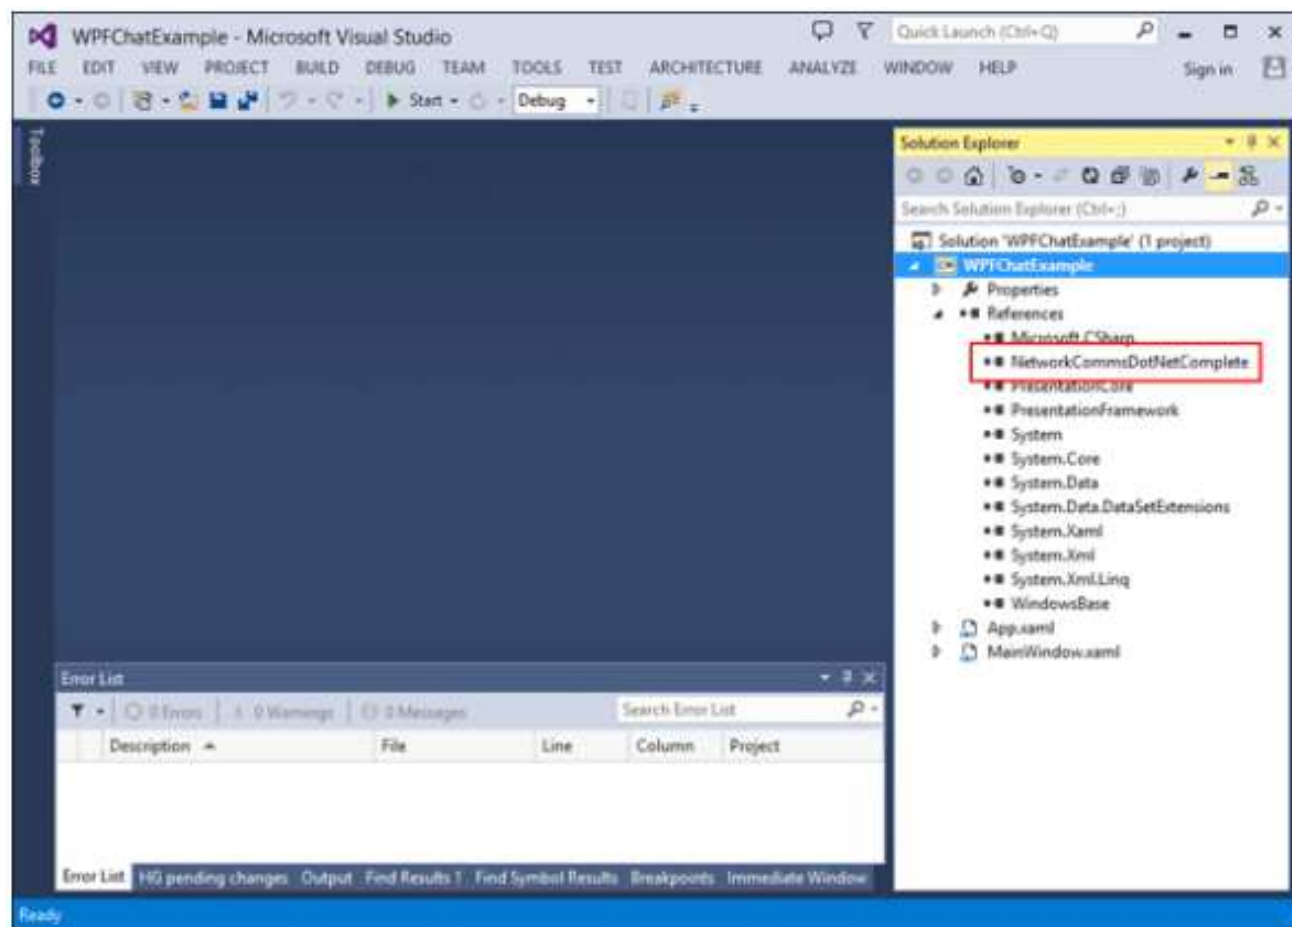 WPFChatExample - Microsoft Visual Studio
Quick Launch (Ctrl+Q)
FILE EDIT VIEW PROJECT BUILD DEBUG TEAM TOOLS TEST ARCHITECTURE ANALYZE WINDOW HELP Sign in
Start Debug
Toolbox
Solution Explorer
Search Solution Explorer (Ctrl+;)
Solution 'WPFChatExample' (1 project)
WPFChatExample
Properties
References
Microsoft.CSharp
NetworkCommsDotNetComplete
PresentationCore
PresentationFramework
System
System.Core
System.Data
System.Data.DataSetExtensions
System.Xaml
System.Xml
System.Xml.Linq
WindowsBase
App.xaml
MainWindow.xaml
Error List
0 Errors 0 Warnings 0 Messages Search Error List
Description File Line Column Project
Error List HG pending changes Output Find Results 1 Find Symbol Results Breakpoints Immediate Window
Ready